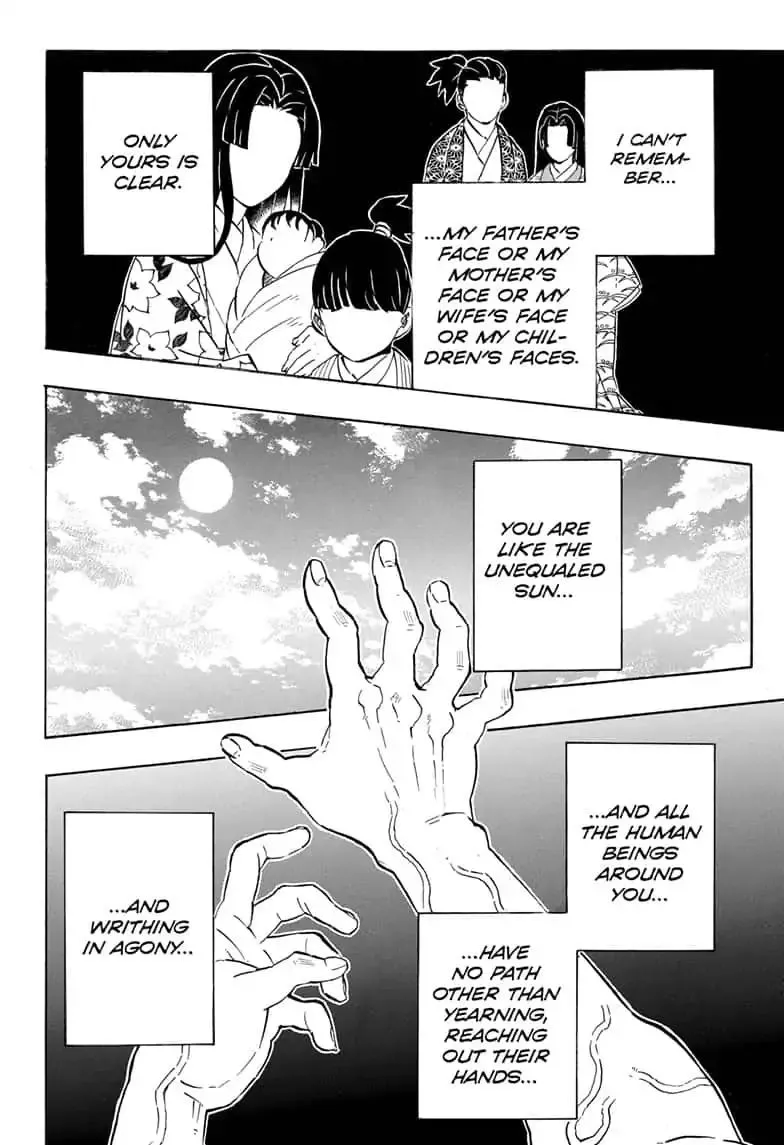 I CAN'T
REMEM-
BER...
...MY FATHER'S
FACE OR MY
MOTHER'S
FACE OR MY
WIFE'S FACE
OR MY CHIL-
DREN'S FACES.
ONLY
YOURS IS
CLEAR.
YOU ARE
LIKE THE
UNEQUALED
SUN...
...AND ALL
THE HUMAN
BEINGS
AROUND
YOU...
...HAVE
NO PATH
OTHER THAN
YEARNING,
REACHING
OUT THEIR
HANDS...
...AND
WRITHING
IN AGONY...